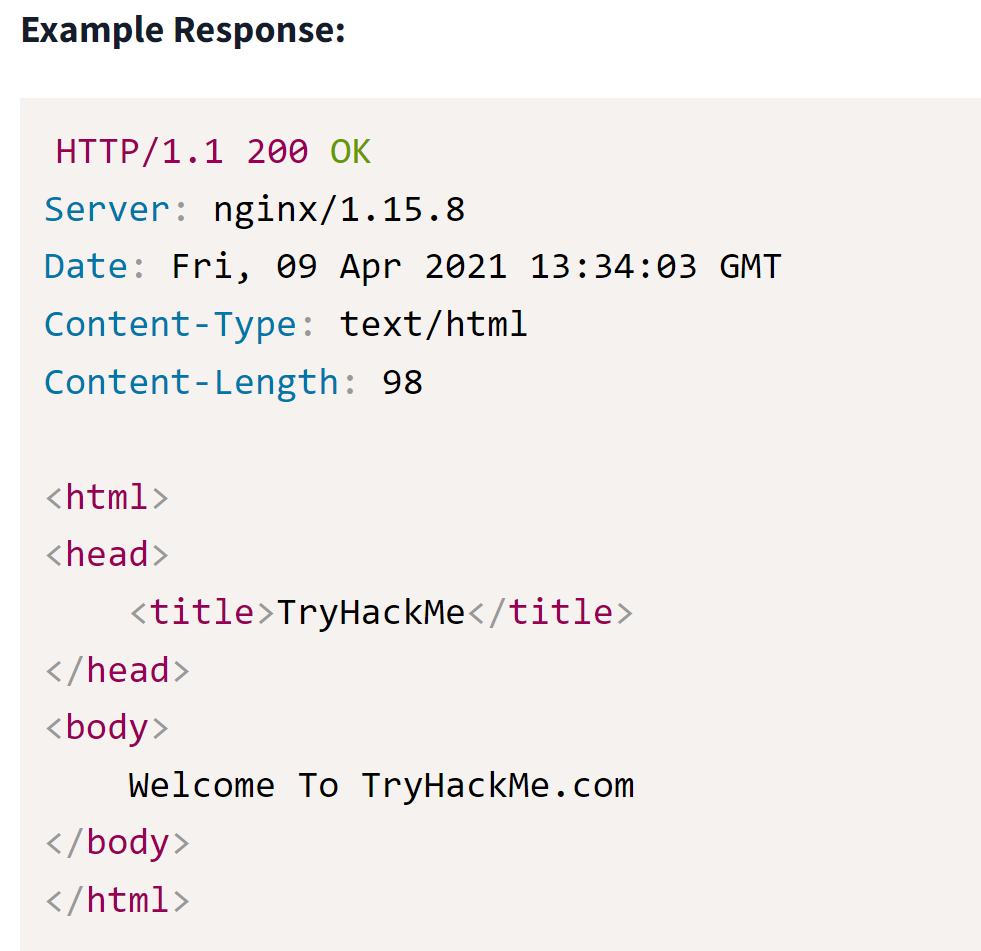 Example Response:
HTTP/1.1 200 OK
Server: nginx/1.15.8
Date: Fri, 09 Apr 2021 13:34:03 GMT
Content-Type: text/html
Content-Length: 98

<html>
<head>
    <title>TryHackMe</title>
</head>
<body>
    Welcome To TryHackMe.com
</body>
</html>